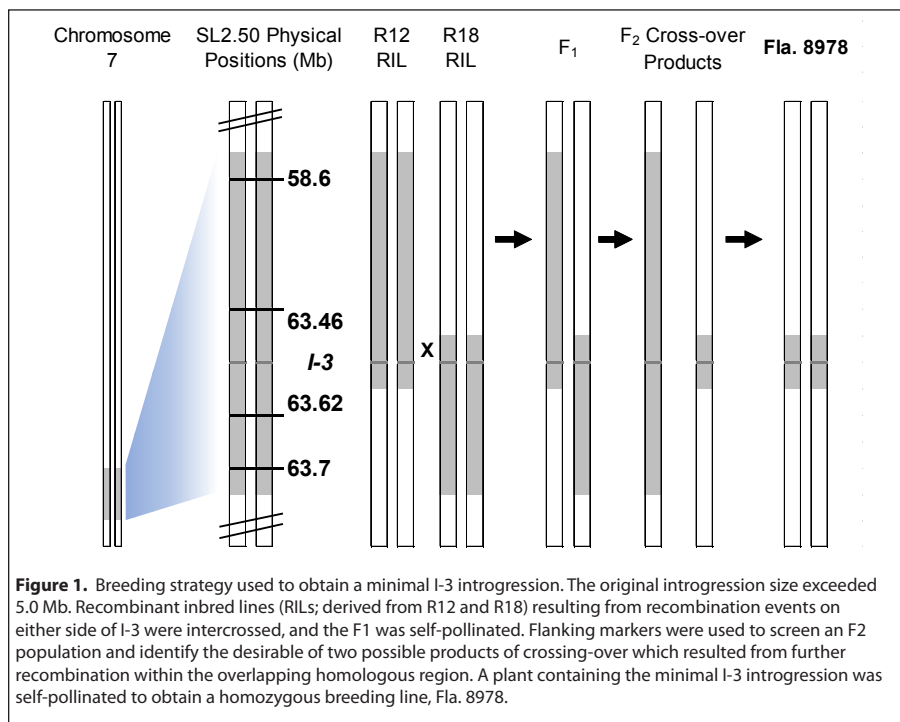 Chromosome 7
SL2.50 Physical Positions (Mb)
R12 RIL
R18 RIL
F1
F2 Cross-over Products
Fla. 8978
58.6
63.46
I-3
X
63.62
63.7
Figure 1. Breeding strategy used to obtain a minimal I-3 introgression. The original introgression size exceeded
5.0 Mb. Recombinant inbred lines (RILs; derived from R12 and R18) resulting from recombination events on
either side of I-3 were intercrossed, and the F1 was self-pollinated. Flanking markers were used to screen an F2
population and identify the desirable of two possible products of crossing-over which resulted from further
recombination within the overlapping homologous region. A plant containing the minimal I-3 introgression was
self-pollinated to obtain a homozygous breeding line, Fla. 8978.